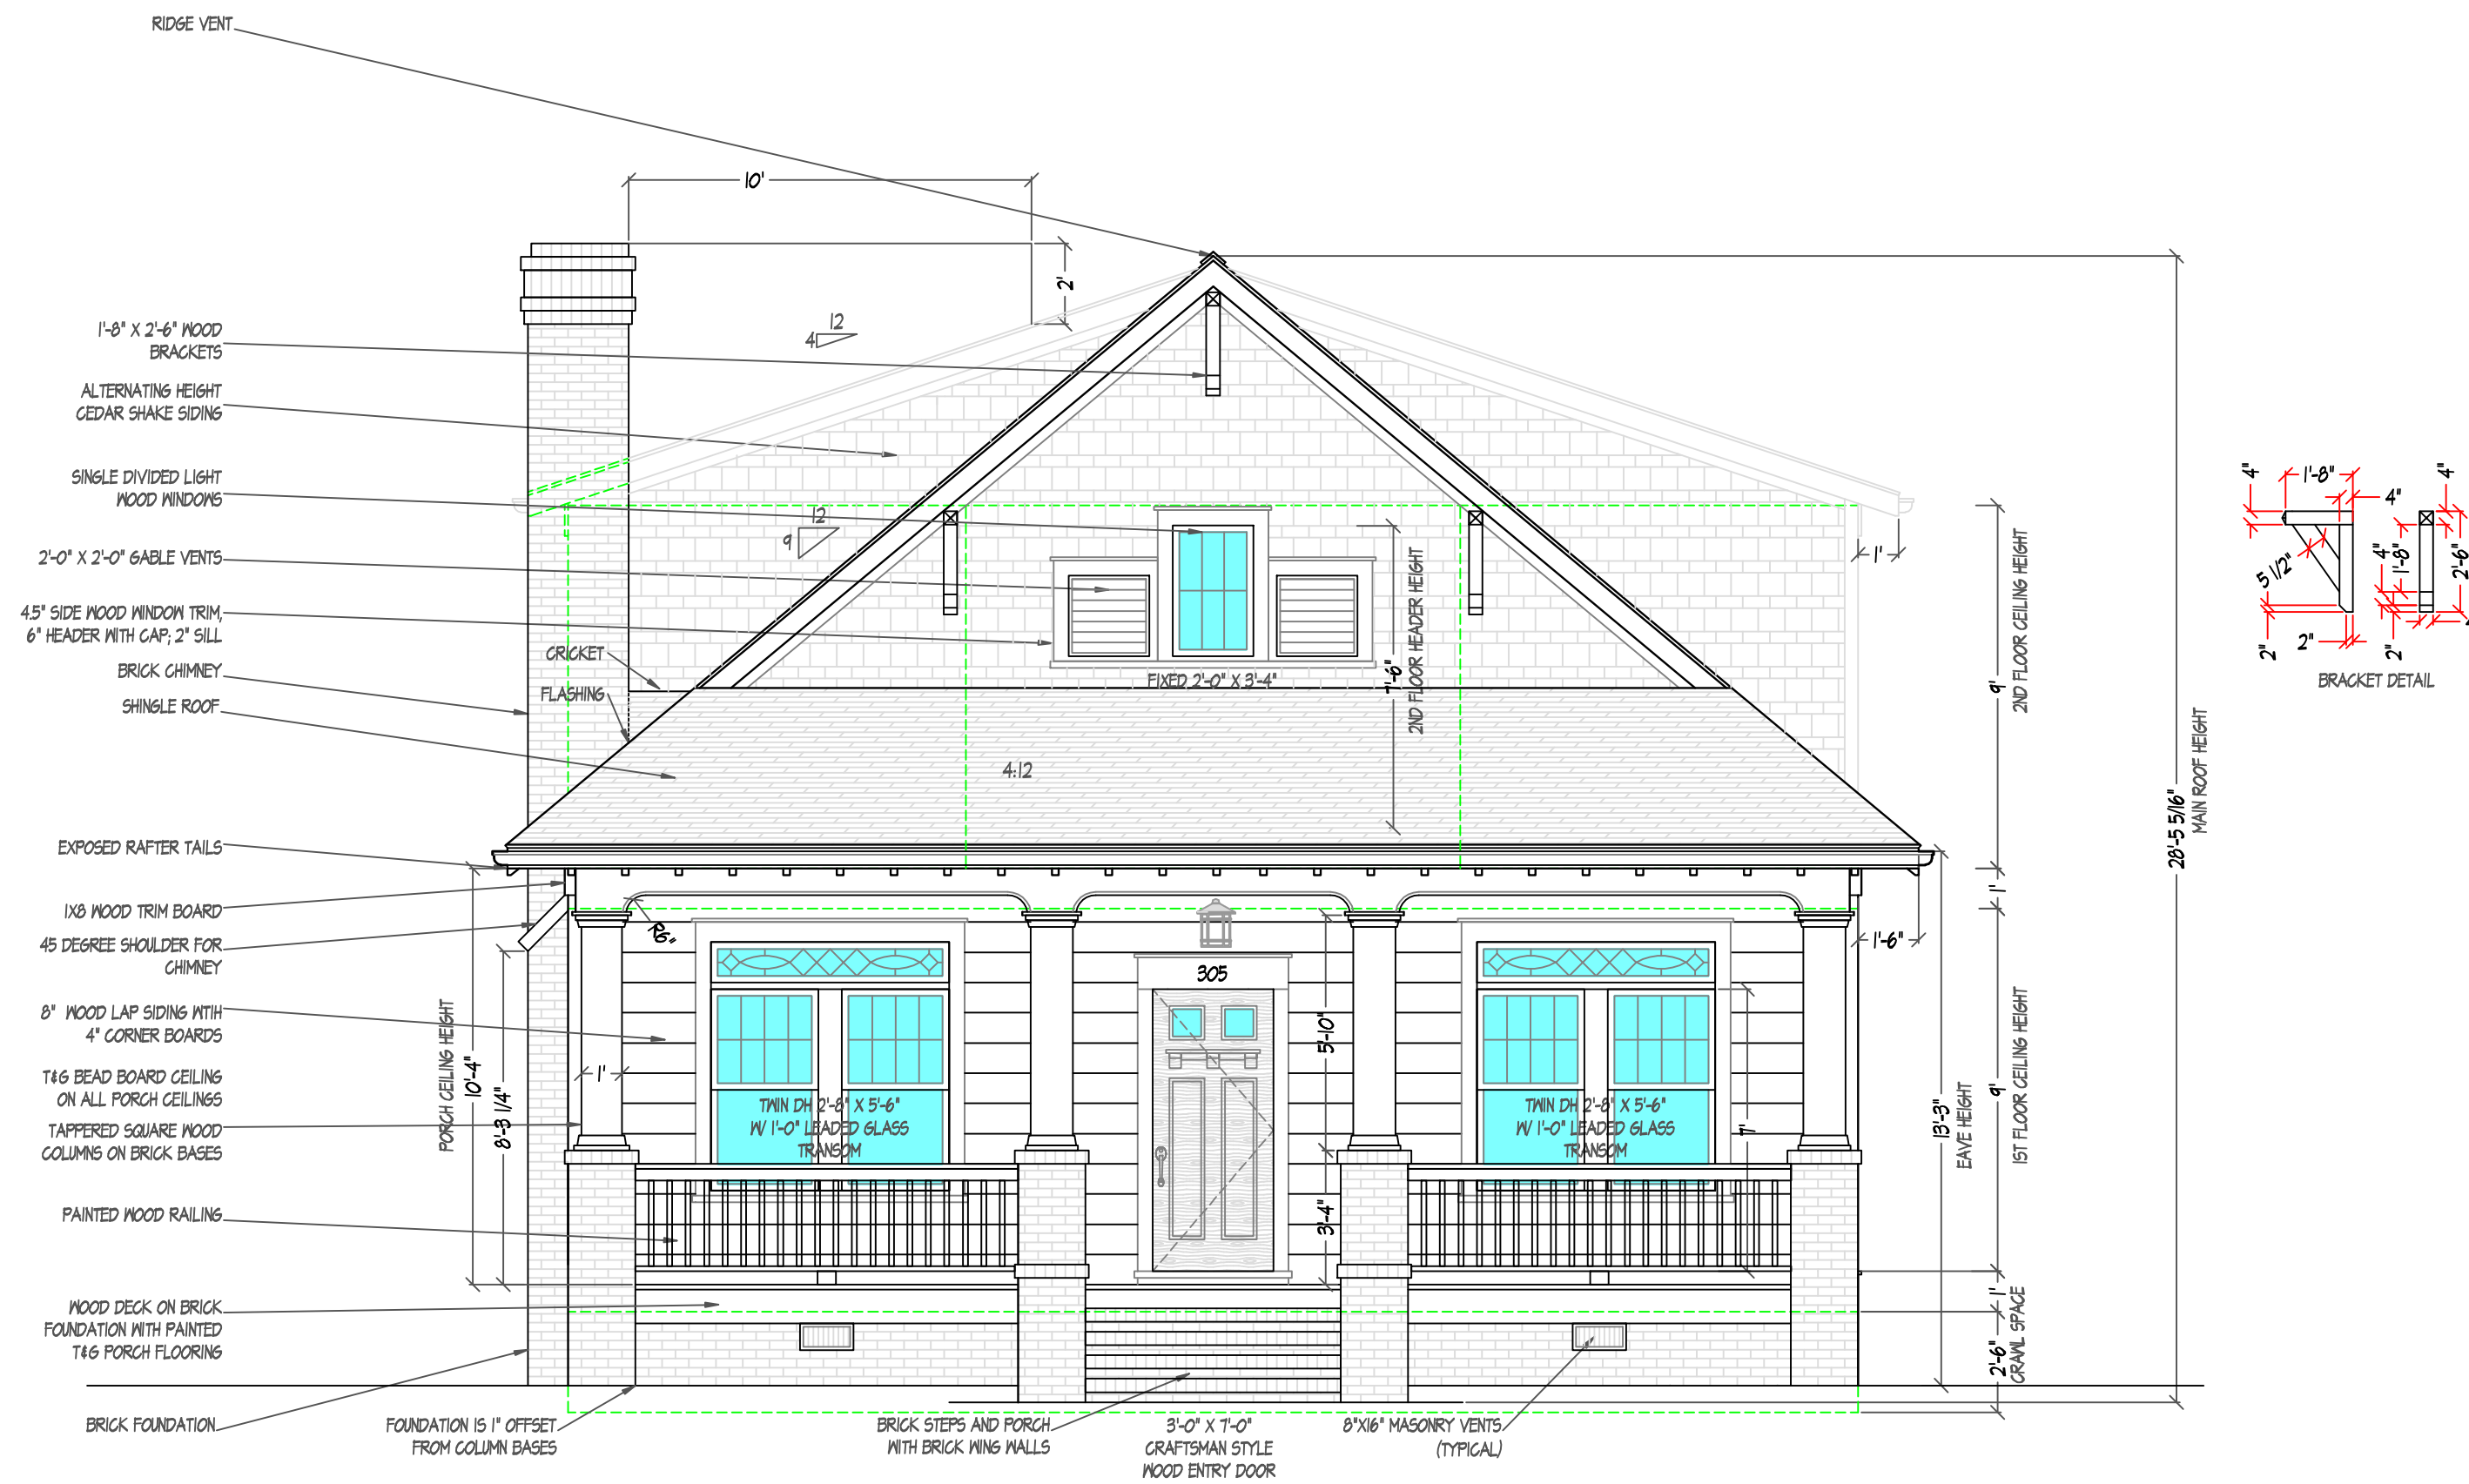 RIDGE VENT
10'
2'
12
4
1'-8" X 2'-6" WOOD
BRACKETS
ALTERNATING HEIGHT
CEDAR SHAKE SIDING
SINGLE DIVIDED LIGHT
WOOD WINDOWS
12
9
2'-0" X 2'-0" GABLE VENTS
4.5" SIDE WOOD WINDOW TRIM,
6" HEADER WITH CAP; 2" SILL
CRICKET
BRICK CHIMNEY
FLASHING
SHINGLE ROOF
FIXED 2'-0" X 3'-4"
7'-6"
2ND FLOOR HEADER HEIGHT
4:12
1'
9'
2ND FLOOR CEILING HEIGHT
28'-5 5/16"
MAIN ROOF HEIGHT
4"
1'-8"
4"
5 1/2"
2"
2"
4"
4"
1'-8"
2'-6"
2"
BRACKET DETAIL
EXPOSED RAFTER TAILS
1X8 WOOD TRIM BOARD
45 DEGREE SHOULDER FOR
CHIMNEY
8" WOOD LAP SIDING WTIH
4" CORNER BOARDS
T&G BEAD BOARD CEILING
ON ALL PORCH CEILINGS
TAPPERED SQUARE WOOD
COLUMNS ON BRICK BASES
PAINTED WOOD RAILING
WOOD DECK ON BRICK
FOUNDATION WITH PAINTED
T&G PORCH FLOORING
BRICK FOUNDATION
PORCH CEILING HEIGHT
10'-4"
8'-3 1/4"
1'
R6"
305
TWIN DH 2'-8" X 5'-6"
W/ 1'-0" LEADED GLASS
TRANSOM
5'-10"
3'-4"
TWIN DH 2'-8" X 5'-6"
W/ 1'-0" LEADED GLASS
TRANSOM
7'
1'-6"
1'
13'-3"
EAVE HEIGHT
9'
1ST FLOOR CEILING HEIGHT
1'
2'-6"
CRAWL SPACE
FOUNDATION IS 1" OFFSET
FROM COLUMN BASES
BRICK STEPS AND PORCH
WITH BRICK WING WALLS
3'-0" X 7'-0"
CRAFTSMAN STYLE
WOOD ENTRY DOOR
8"X16" MASONRY VENTS
(TYPICAL)